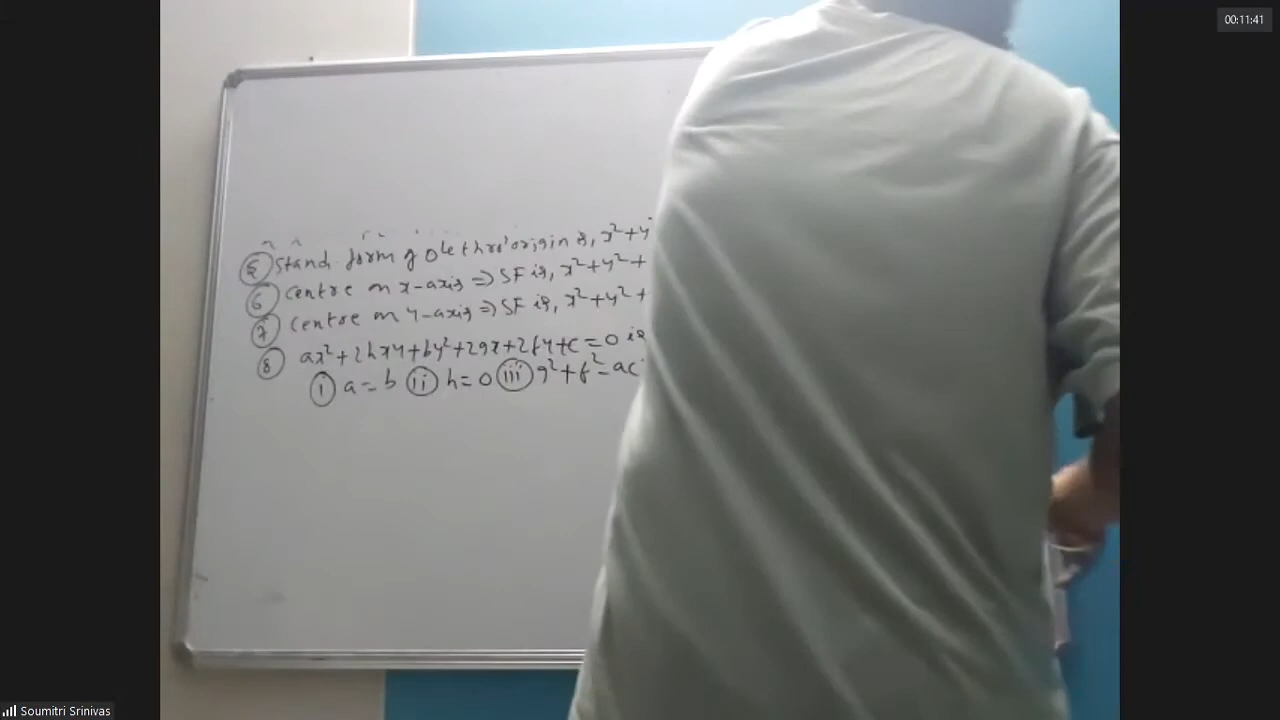 00:11:41
⑤ Stand. form of Ole thro' origin is, x²+y²
⑥ Centre on x-axis ⇒ SF is, x²+y²+
⑦ Centre on y-axis ⇒ SF is, x²+y²+
⑧ ax²+2hxy+by²+2gx+2fy+c=0 is
ⓘ a=b ⓘⓘ h=0 ⓘⓘⓘ g²+f²-ac
Soumitri Srinivas